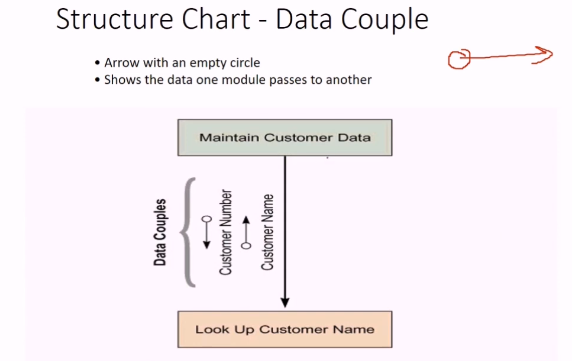 Structure Chart - Data Couple
• Arrow with an empty circle
• Shows the data one module passes to another
Maintain Customer Data
Data Couples
Customer Number
Customer Name
Look Up Customer Name